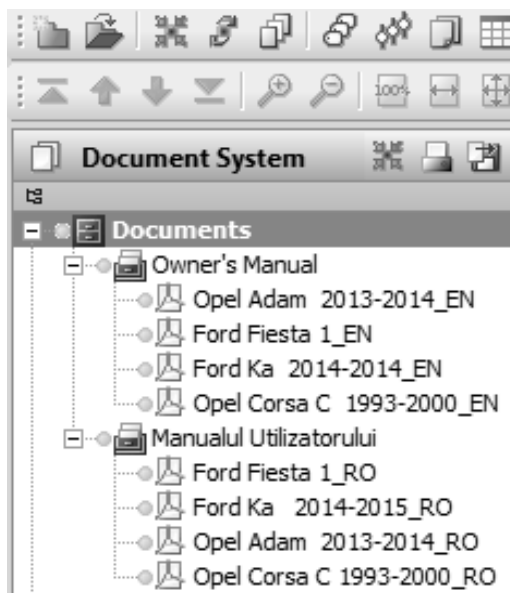 100%
Document System
Documents
Owner's Manual
Opel Adam 2013-2014_EN
Ford Fiesta 1_EN
Ford Ka 2014-2014_EN
Opel Corsa C 1993-2000_EN
Manualul Utilizatorului
Ford Fiesta 1_RO
Ford Ka 2014-2015_RO
Opel Adam 2013-2014_RO
Opel Corsa C 1993-2000_RO